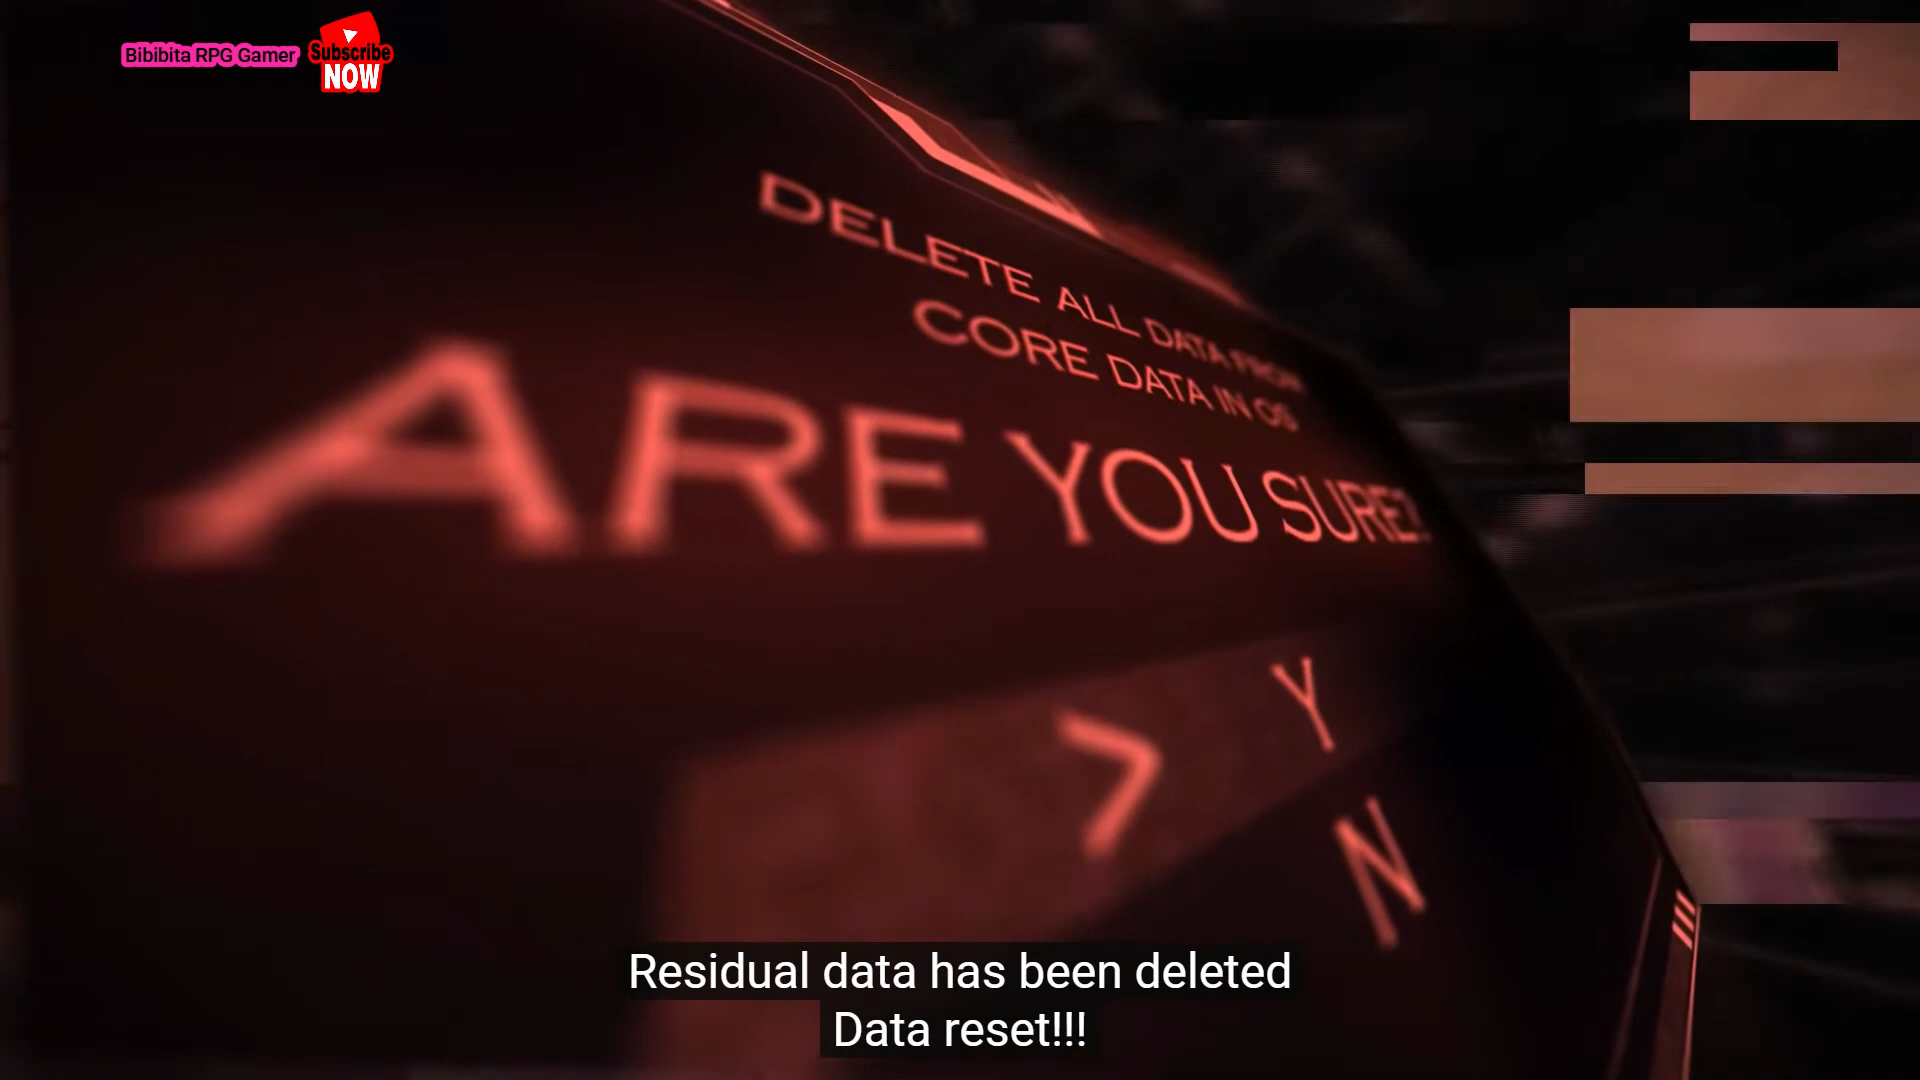 Bibibita RPG Gamer
Subscribe
NOW
DELETE ALL DATA FROM
CORE DATA IN OS
ARE YOU SURE?
> Y
N
Residual data has been deleted
Data reset!!!